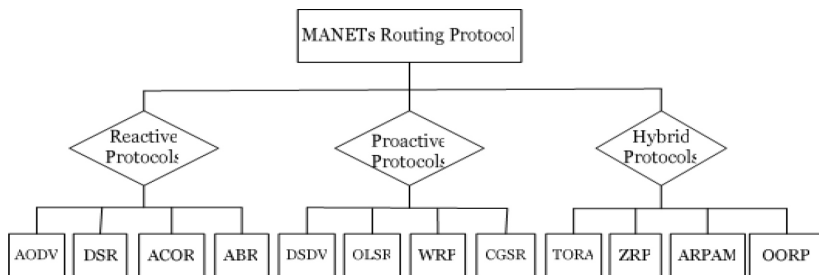 MANETs Routing Protocol
Reactive
Protocols
Proactive
Protocols
Hybrid
Protocols
AODV
DSR
ACOR
ABR
DSDV
OLSR
WRP
CGSR
TORA
ZRP
ARPAM
OORP